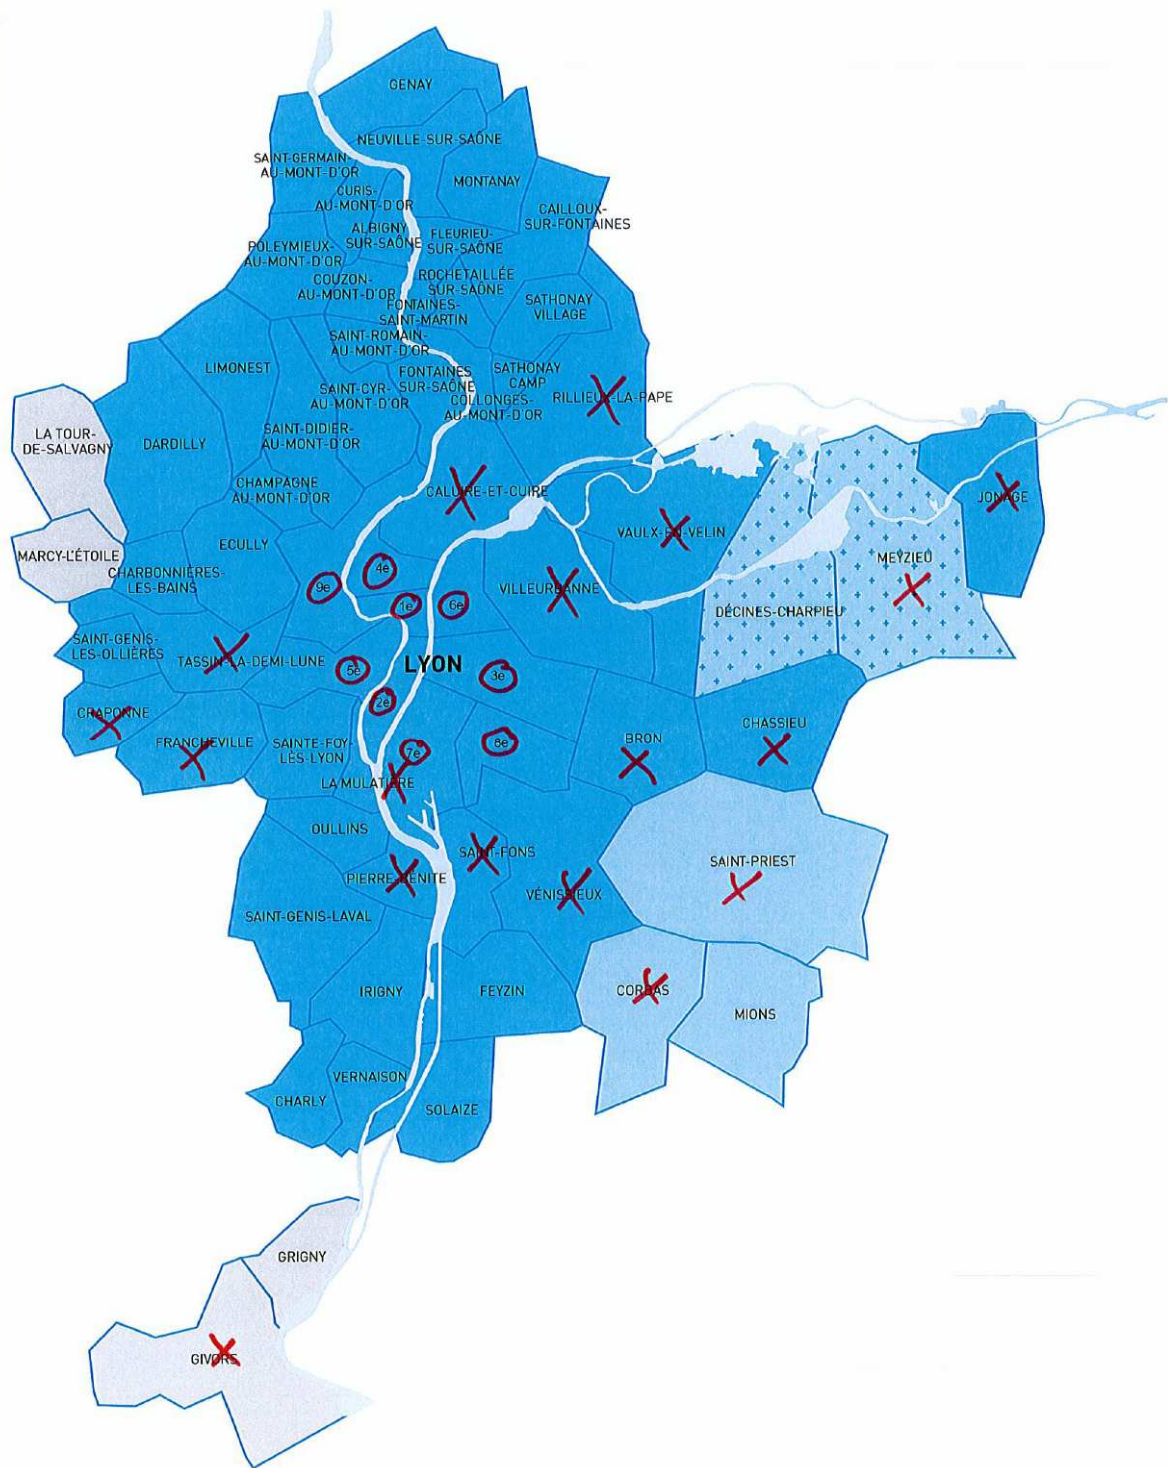 GENAY
NEUVILLE-SUR-SAÔNE
SAINT-GERMAIN-
AU-MONT-D'OR
MONTANAY
CURIS-
AU-MONT-D'OR
CAILLOUX-
SUR-FONTAINES
ALBIGNY
SUR-SAÔNE
FLEURIEU-
SUR-SAÔNE
POLEYMIEUX-
AU-MONT-D'OR
ROCHETAILLÉE
SUR-SAÔNE
COUZON-
AU-MONT-D'OR
SATHONAY
VILLAGE
FONTAINES-
SAINT-MARTIN
SAINT-ROMAIN-
AU-MONT-D'OR
LIMONEST
SATHONAY
CAMP
FONTAINES
SUR-SAÔNE
SAINT-CYR-
AU-MONT-D'OR
RILLIEUX-LA-PAPE
COLLONGES-
AU-MONT-D'OR
LA TOUR-
DE-SALVAGNY
DARDILLY
SAINT-DIDIER-
AU-MONT-D'OR
CHAMPAGNE
AU-MONT-D'OR
CALUIRE-ET-CUIRE
JONAGE
VAULX-EN-VELIN
ECULLY
MARCY-L'ÉTOILE
MEYZIEU
CHARBONNIÈRES-
LES-BAINS
4e
9e
VILLEURBANNE
1e
6e
DÉCINES-CHARPIEU
SAINT-GENIS-
LES-OLLIÈRES
TASSIN-LA-DEMI-LUNE
LYON
5e
3e
2e
CRAPONNE
CHASSIEU
FRANCHEVILLE
SAINTE-FOY-
LÈS-LYON
BRON
7e
8e
LA MULATIÈRE
OULLINS
SAINT-FONS
SAINT-PRIEST
PIERRE-BÉNITE
VÉNISSIEUX
SAINT-GENIS-LAVAL
IRIGNY
FEYZIN
CORBAS
MIONS
VERNAISON
CHARLY
SOLAIZE
GRIGNY
GIVORS